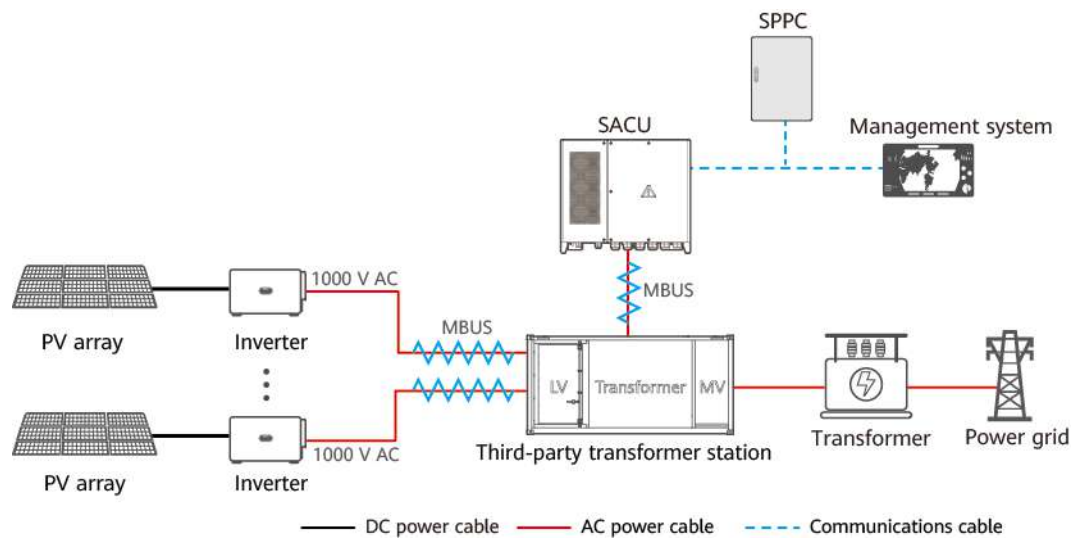 SPPC
SACU
Management system
1000 V AC
MBUS
MBUS
PV array
Inverter
LV
Transformer
MV
1000 V AC
Third-party transformer station
Transformer
Power grid
PV array
Inverter
DC power cable
AC power cable
Communications cable